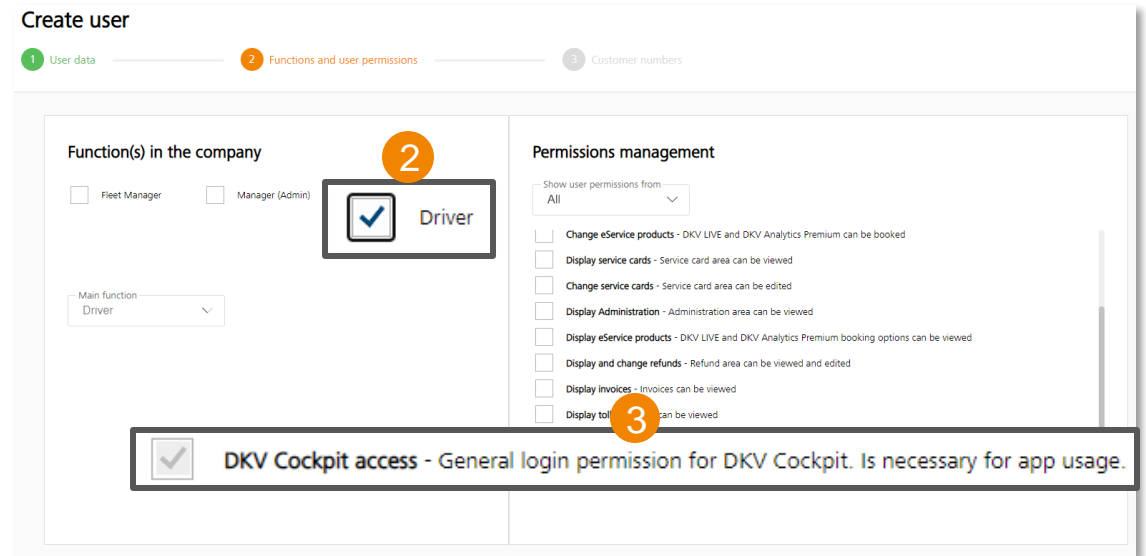 Create user
1 User data
2 Functions and user permissions
3 Customer numbers
Function(s) in the company
2
Fleet Manager
Manager (Admin)
Driver
Main function
Driver
Permissions management
Show user permissions from
All
Change eService products - DKV LIVE and DKV Analytics Premium can be booked
Display service cards - Service card area can be viewed
Change service cards - Service card area can be edited
Display Administration - Administration area can be viewed
Display eService products - DKV LIVE and DKV Analytics Premium booking options can be viewed
Display and change refunds - Refund area can be viewed and edited
Display invoices - Invoices can be viewed
Display can be viewed
3
DKV Cockpit access - General login permission for DKV Cockpit. Is necessary for app usage.